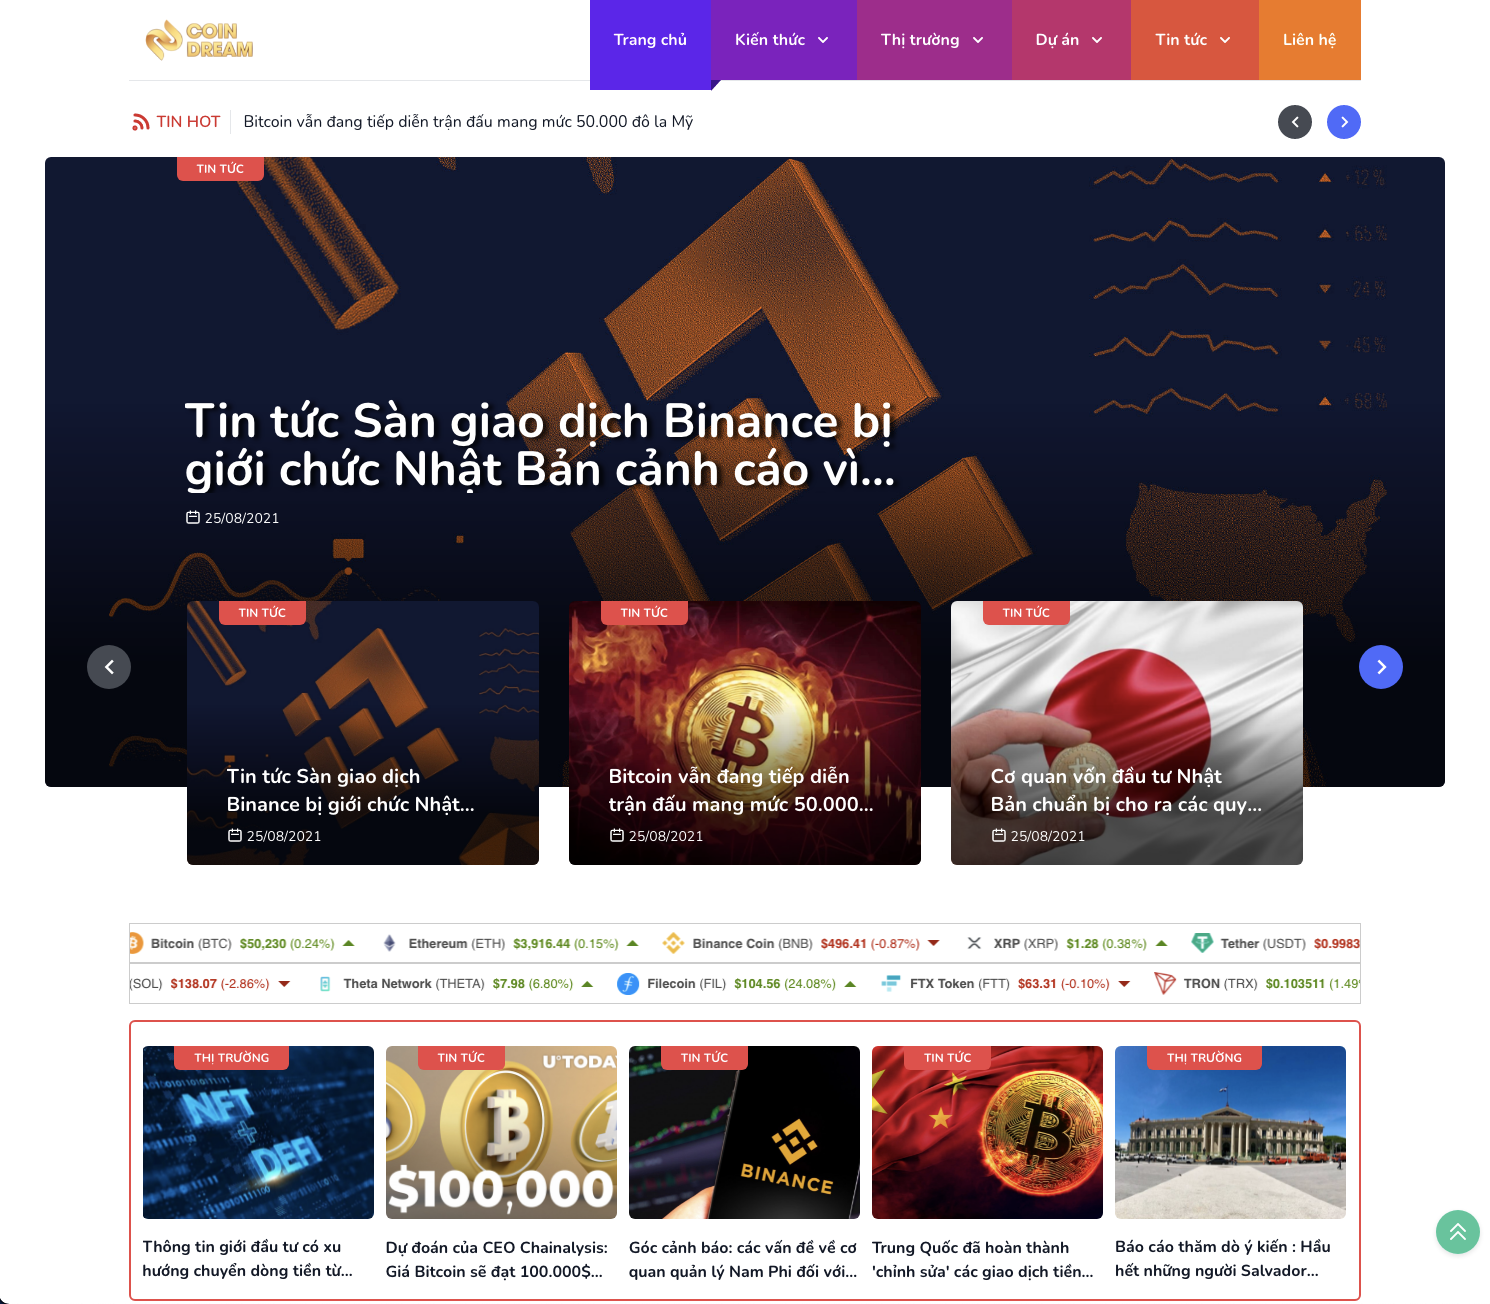 COIN
DREAM
Trang chủ
Kiến thức
Thị trường
Dự án
Tin tức
Liên hệ
TIN HOT
Bitcoin vẫn đang tiếp diễn trận đấu mang mức 50.000 đô la Mỹ
TIN TỨC
12 %
65 %
24 %
45 %
68 %
Tin tức Sàn giao dịch Binance bị
giới chức Nhật Bản cảnh cáo vì...
25/08/2021
TIN TỨC
Tin tức Sàn giao dịch
Binance bị giới chức Nhật...
25/08/2021
TIN TỨC
Bitcoin vẫn đang tiếp diễn
trận đấu mang mức 50.000...
25/08/2021
TIN TỨC
Cơ quan vốn đầu tư Nhật
Bản chuẩn bị cho ra các quy...
25/08/2021
Bitcoin (BTC) $50,230 (0.24%) Ethereum (ETH) $3,916.44 (0.15%) Binance Coin (BNB) $496.41 (-0.87%) XRP (XRP) $1.28 (0.38%) Tether (USDT) $0.9983
(SOL) $138.07 (-2.86%) Theta Network (THETA) $7.98 (6.80%) Filecoin (FIL) $104.56 (24.08%) FTX Token (FTT) $63.31 (-0.10%) TRON (TRX) $0.103511 (1.49
THỊ TRƯỜNG
NFT
+
DEFI
Thông tin giới đầu tư có xu
hướng chuyển dòng tiền từ...
TIN TỨC
U°TODAY
$100,000
Dự đoán của CEO Chainalysis:
Giá Bitcoin sẽ đạt 100.000$...
TIN TỨC
BINANCE
Góc cảnh báo: các vấn đề về cơ
quan quản lý Nam Phi đối với...
TIN TỨC
Trung Quốc đã hoàn thành
'chỉnh sửa' các giao dịch tiền...
THỊ TRƯỜNG
Báo cáo thăm dò ý kiến : Hầu
hết những người Salvador...